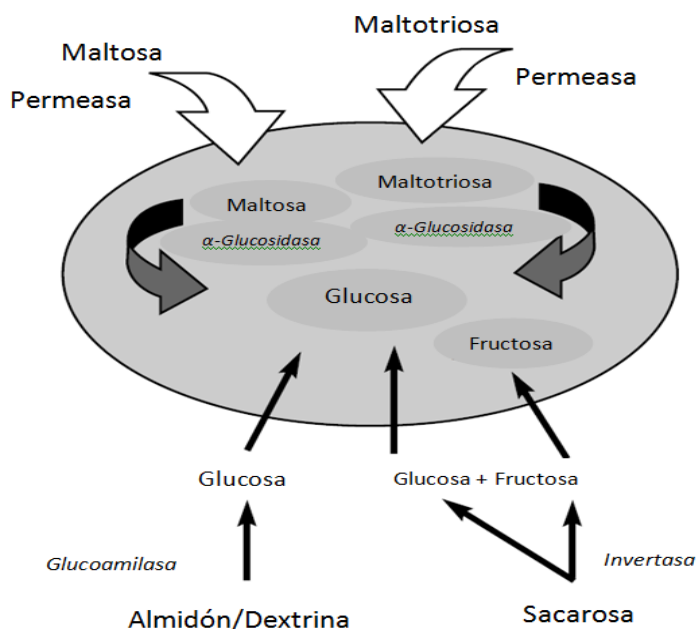 Maltotriosa
Maltosa
Permeasa
Permeasa
Maltotriosa
Maltosa
α-Glucosidasa
α-Glucosidasa
Glucosa
Fructosa
Glucosa
Glucosa + Fructosa
Glucoamilasa
Invertasa
Almidón/Dextrina
Sacarosa